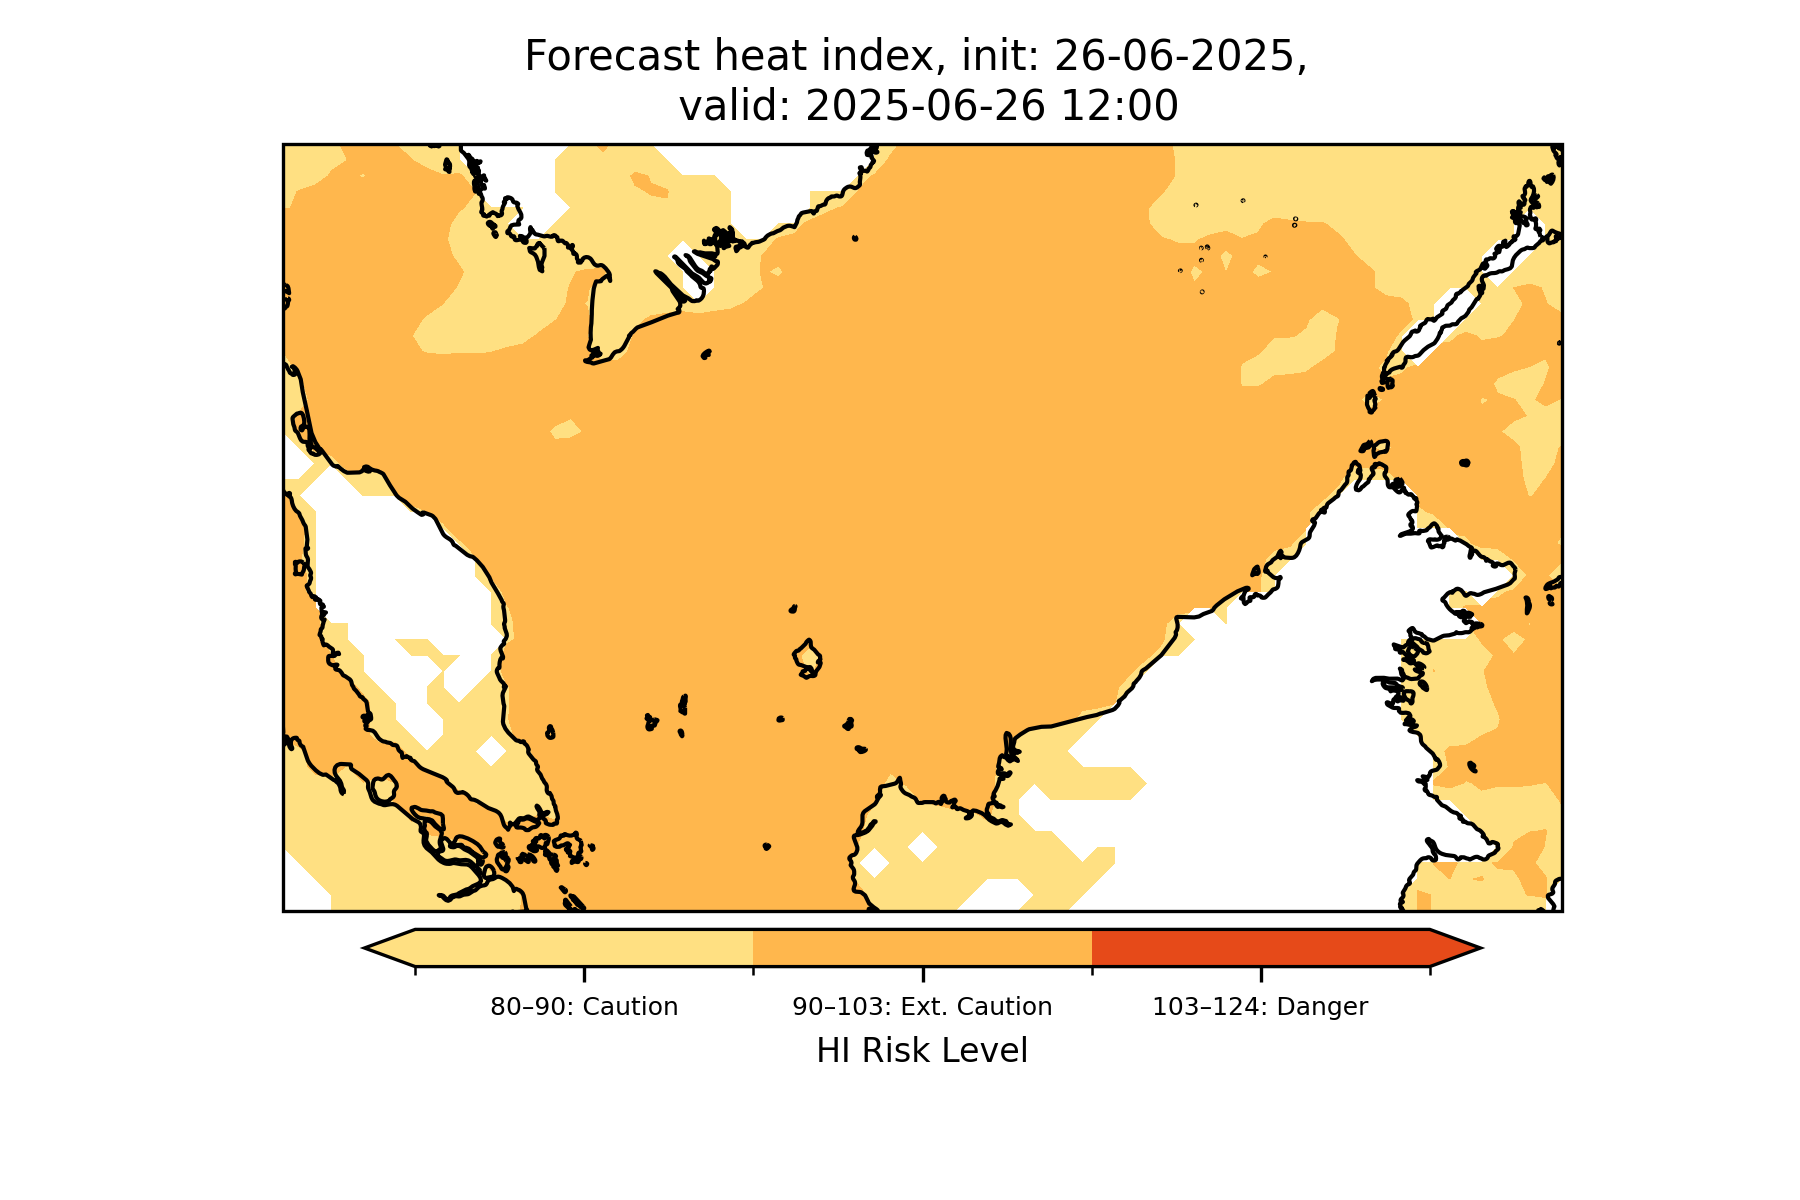 Forecast heat index, init: 26-06-2025,
valid: 2025-06-26 12:00
80–90: Caution
90–103: Ext. Caution
103–124: Danger
HI Risk Level